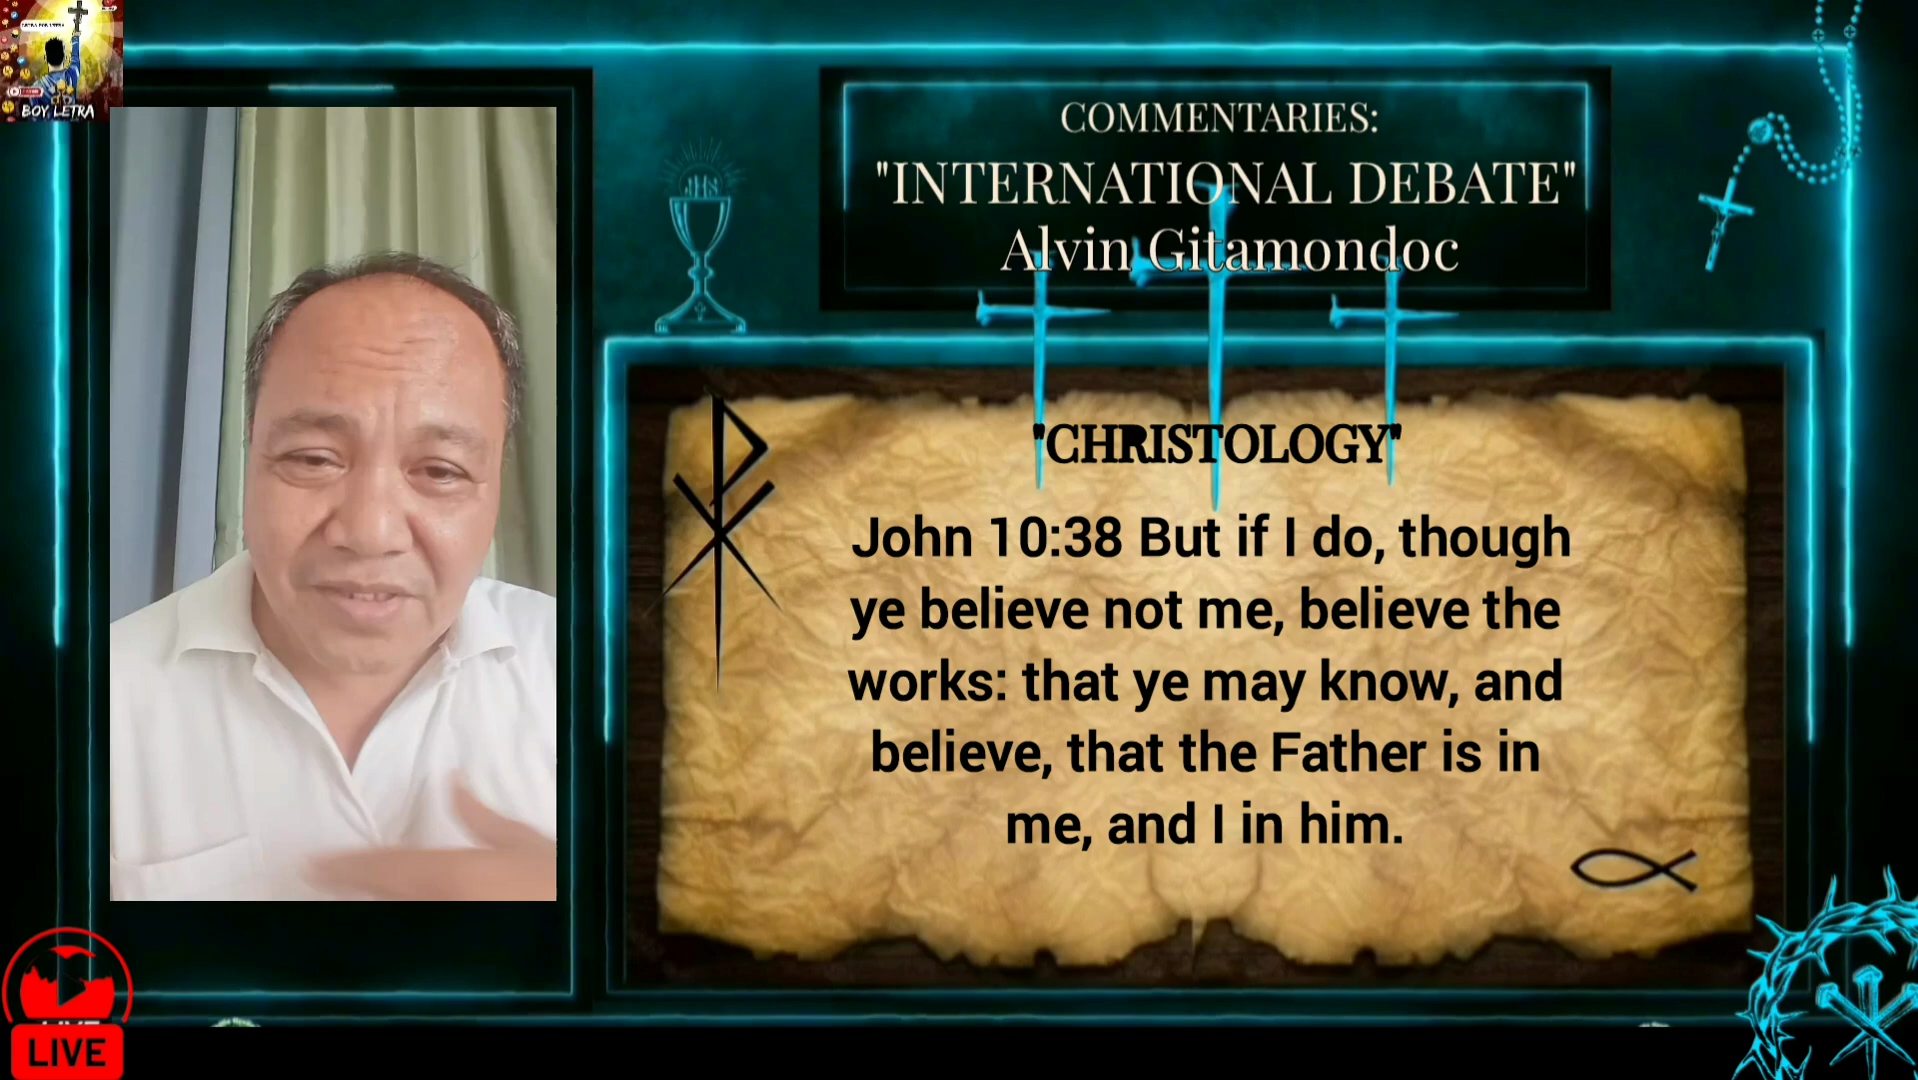 BOY LETRA
COMMENTARIES:
"INTERNATIONAL DEBATE"
Alvin Gitamondoc
JHS
"CHRISTOLOGY"
John 10:38 But if I do, though
ye believe not me, believe the
works: that ye may know, and
believe, that the Father is in
me, and I in him.
LIVE